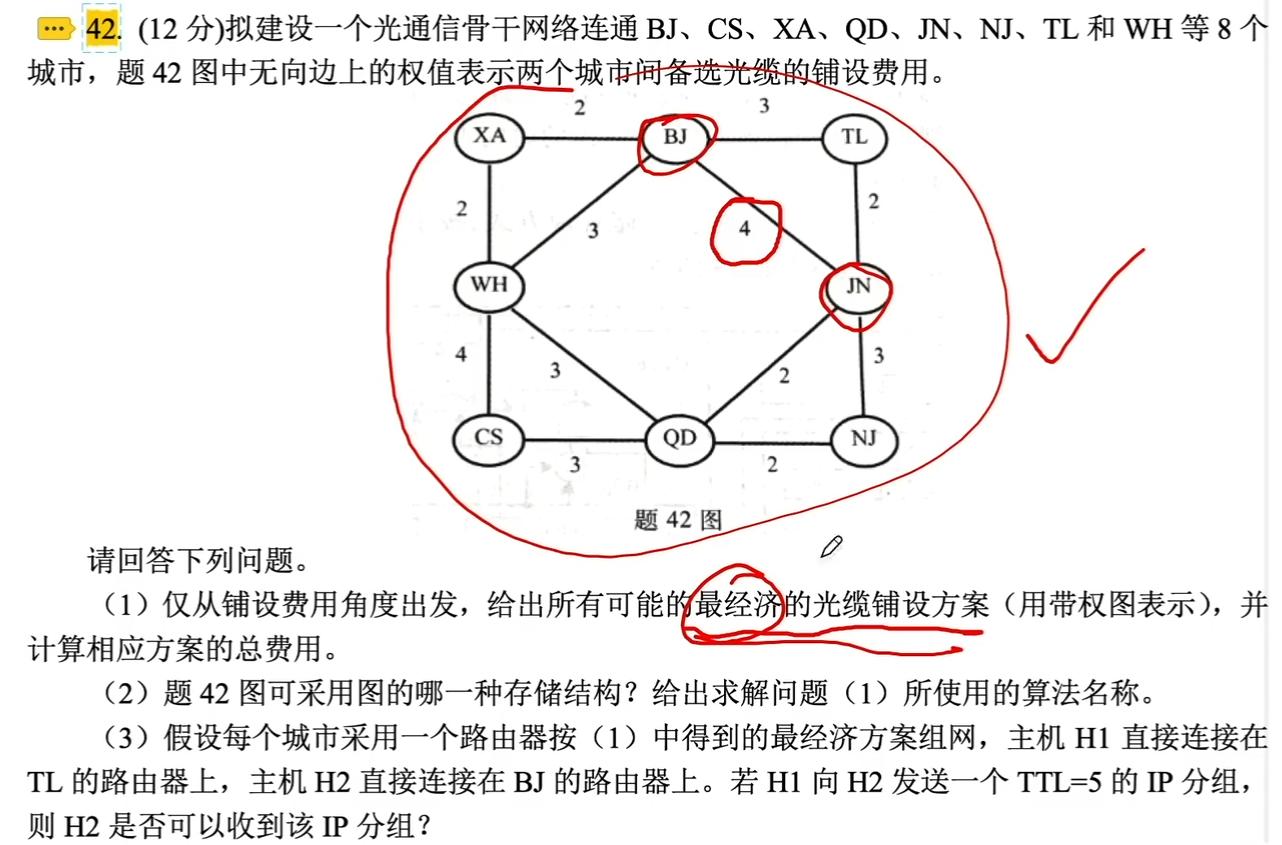 42. (12 分)拟建设一个光通信骨干网络连通 BJ、CS、XA、QD、JN、NJ、TL 和 WH 等 8 个
城市，题 42 图中无向边上的权值表示两个城市间备选光缆的铺设费用。
2 3
XA BJ TL
2 3 4 2
WH JN
4 3 2 3
CS QD NJ
3 2
题 42 图
请回答下列问题。
（1）仅从铺设费用角度出发，给出所有可能的最经济的光缆铺设方案（用带权图表示），并
计算相应方案的总费用。
（2）题 42 图可采用图的哪一种存储结构？给出求解问题（1）所使用的算法名称。
（3）假设每个城市采用一个路由器按（1）中得到的最经济方案组网，主机 H1 直接连接在
TL 的路由器上，主机 H2 直接连接在 BJ 的路由器上。若 H1 向 H2 发送一个 TTL=5 的 IP 分组，
则 H2 是否可以收到该 IP 分组？